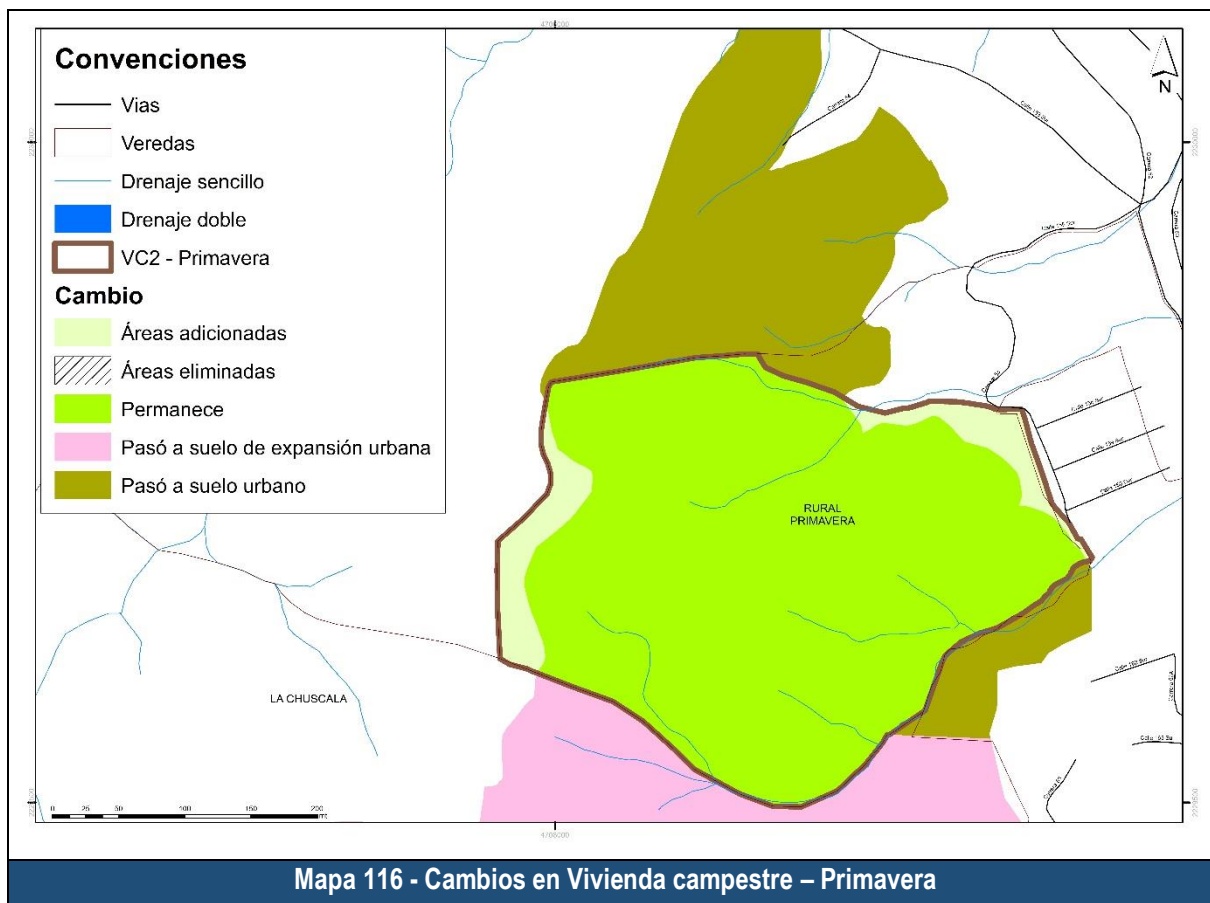 Convenciones
Vias
Veredas
Drenaje sencillo
Drenaje doble
VC2 - Primavera
Cambio
Áreas adicionadas
Áreas eliminadas
Permanece
Pasó a suelo de expansión urbana
Pasó a suelo urbano
N
RURAL
PRIMAVERA
LA CHUSCALA
0 25 50 100 150 200
4708000
Mapa 116 - Cambios en Vivienda campestre – Primavera